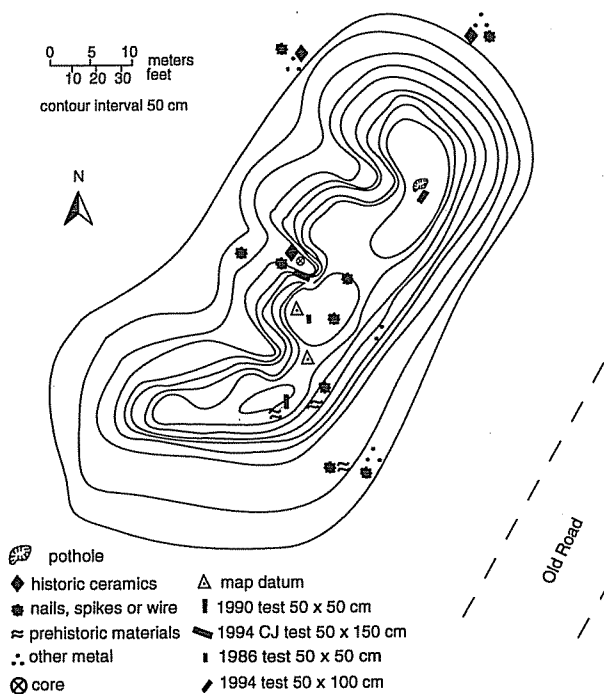 0 5 10 meters
10 20 30 feet
contour interval 50 cm
N
Old Road
pothole
historic ceramics
nails, spikes or wire
prehistoric materials
other metal
core
map datum
1990 test 50 x 50 cm
1994 CJ test 50 x 150 cm
1986 test 50 x 50 cm
1994 test 50 x 100 cm